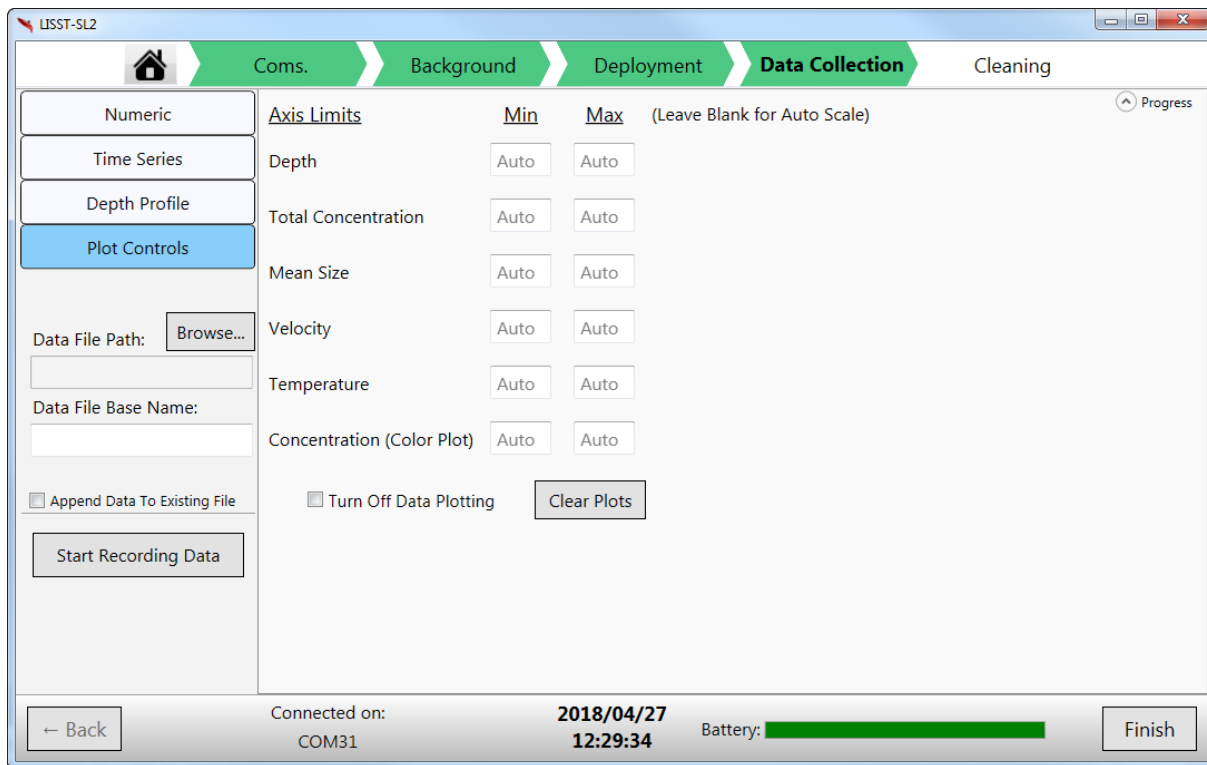 LISST-SL2
Coms. Background Deployment Data Collection Cleaning
Numeric
Time Series
Depth Profile
Plot Controls
Data File Path: Browse...
Data File Base Name:
Append Data To Existing File
Start Recording Data
Axis Limits Min Max (Leave Blank for Auto Scale)
Progress
Depth Auto Auto
Total Concentration Auto Auto
Mean Size Auto Auto
Velocity Auto Auto
Temperature Auto Auto
Concentration (Color Plot) Auto Auto
Turn Off Data Plotting Clear Plots
← Back
Connected on:
COM31
2018/04/27
12:29:34
Battery:
Finish